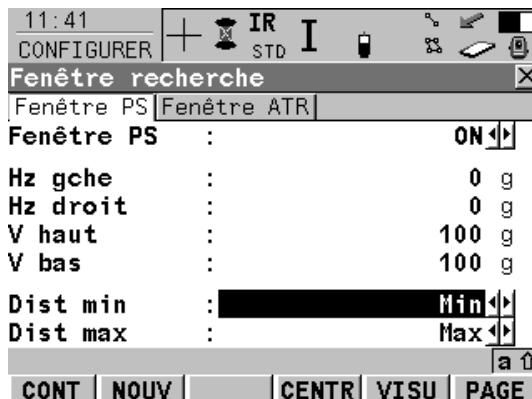 11:41
CONFIGURER
IR
STD
I
Fenêtre recherche
Fenêtre PS
Fenêtre ATR
Fenêtre PS : ON
Hz gche : 0 g
Hz droit : 0 g
V haut : 100 g
V bas : 100 g
Dist min : Min
Dist max : Max
a
CONT NOUV CENTR VISU PAGE